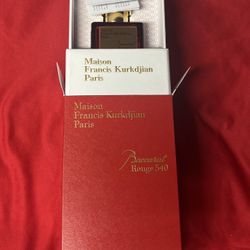 Maison
Francis Kurkdjian
Paris
Maison
Francis Kurkdjian
Paris
Baccarat
Rouge 540